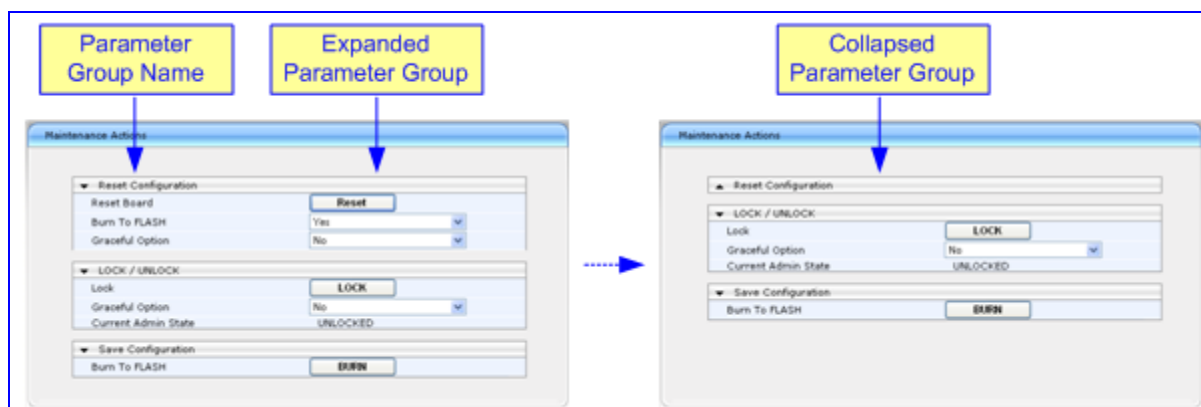 Parameter
Group Name
Expanded
Parameter Group
Collapsed
Parameter Group
Maintenance Actions
Reset Configuration
Reset Board Reset
Burn To FLASH Yes
Graceful Option No
LOCK / UNLOCK
Lock LOCK
Graceful Option No
Current Admin State UNLOCKED
Save Configuration
Burn To FLASH BURN
Maintenance Actions
Reset Configuration
LOCK / UNLOCK
Lock LOCK
Graceful Option No
Current Admin State UNLOCKED
Save Configuration
Burn To FLASH BURN